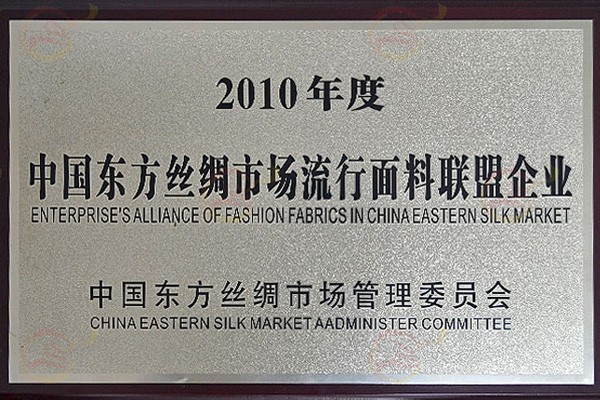 2010年度
中国东方丝绸市场流行面料联盟企业
ENTERPRISE'S ALLIANCE OF FASHION FABRICS IN CHINA EASTERN SILK MARKET
中国东方丝绸市场管理委员会
CHINA EASTERN SILK MARKET AADMINISTER COMMITTEE